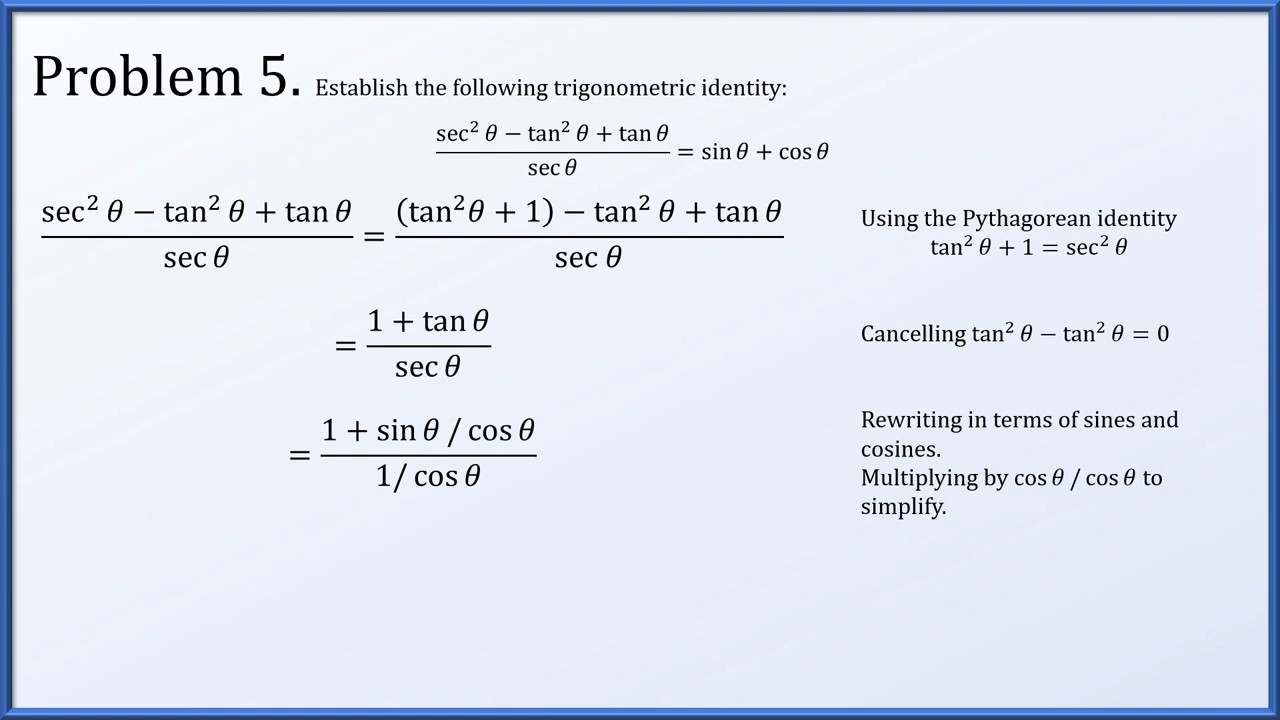 Problem 5. Establish the following trigonometric identity:
(sec² θ − tan² θ + tan θ) / (sec θ) = sin θ + cos θ
(sec² θ − tan² θ + tan θ) / (sec θ) = ((tan²θ + 1) − tan² θ + tan θ) / (sec θ)
Using the Pythagorean identity
tan² θ + 1 = sec² θ
= (1 + tan θ) / (sec θ)
Cancelling tan² θ − tan² θ = 0
= (1 + sin θ / cos θ) / (1/ cos θ)
Rewriting in terms of sines and
cosines.
Multiplying by cos θ / cos θ to
simplify.